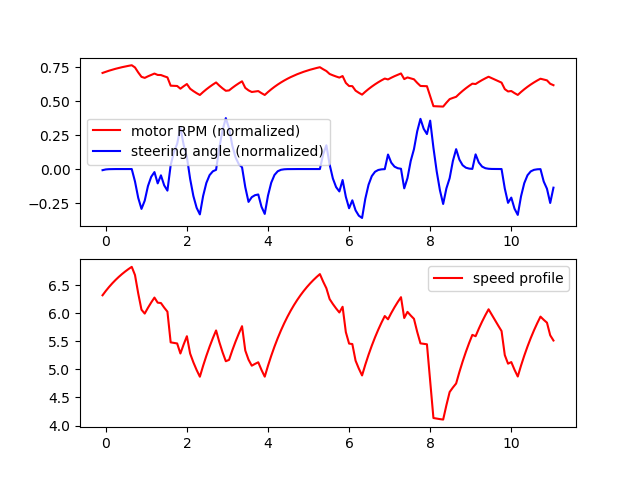 0.75
0.50
0.25
0.00
−0.25
motor RPM (normalized)
steering angle (normalized)
0 2 4 6 8 10
6.5
6.0
5.5
5.0
4.5
4.0
speed profile
0 2 4 6 8 10